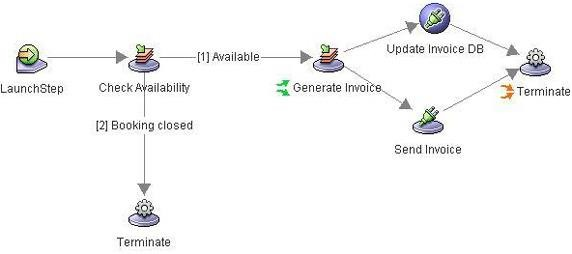 Update Invoice DB
[1] Available
LaunchStep
Check Availability
Generate Invoice
Terminate
[2] Booking closed
Send Invoice
Terminate